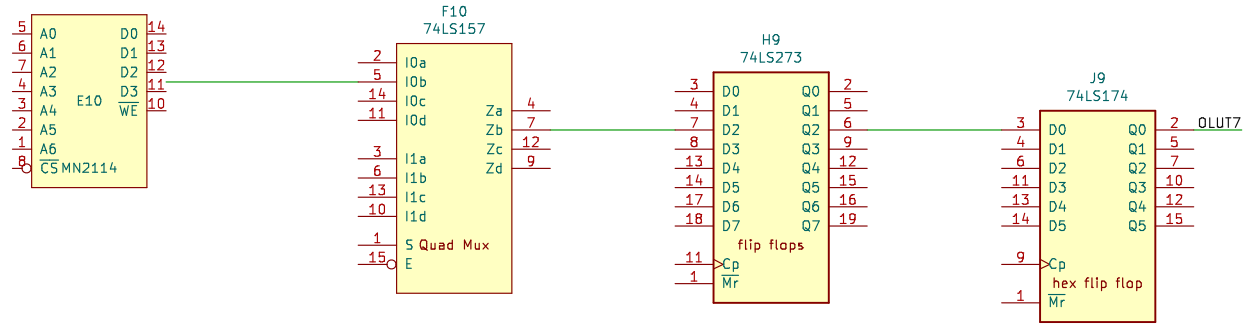 5 A0 D0 14
6 A1 D1 13
7 A2 D2 12
4 A3 D3 11
E10
3 A4 WE 10
2 A5
1 A6
8 CS MN2114
F10
74LS157
2 I0a
5 I0b
14 I0c
11 I0d
Za 4
Zb 7
3 I1a Zc 12
6 I1b Zd 9
13 I1c
10 I1d
1 S Quad Mux
15 E
H9
74LS273
3 D0 Q0 2
4 D1 Q1 5
7 D2 Q2 6
8 D3 Q3 9
13 D4 Q4 12
14 D5 Q5 15
17 D6 Q6 16
18 D7 Q7 19
flip flops
11 Cp
1 Mr
J9
74LS174
3 D0 Q0 2 OLUT7
4 D1 Q1 5
6 D2 Q2 7
11 D3 Q3 10
13 D4 Q4 12
14 D5 Q5 15
9 Cp
hex flip flop
1 Mr